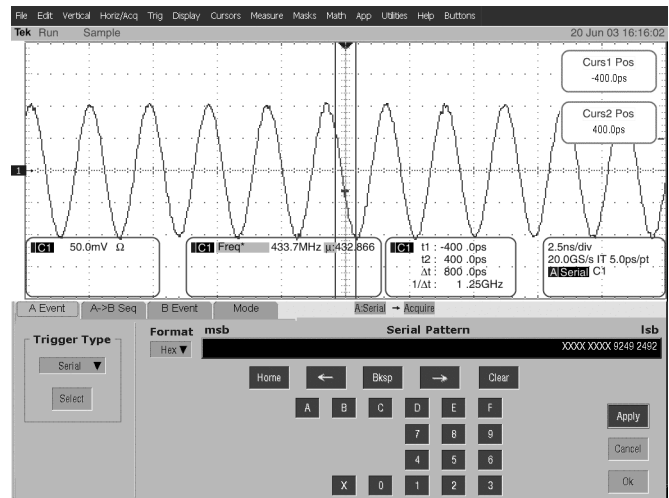 File Edit Vertical Horiz/Acq Trig Display Cursors Measure Masks Math App Utilities Help Buttons
Tek Run Sample 20 Jun 03 16:16:02
Curs1 Pos
-400.0ps
Curs2 Pos
400.0ps
1
C1 50.0mV Ω
C1 Freq* 433.7MHz µ:432.866
C1 t1 : -400 .0ps
t2 : 400 .0ps
Δt : 800 .0ps
1/Δt : 1 .25GHz
2.5ns/div
20.0GS/s IT 5.0ps/pt
A Serial C1
A Event A->B Seq B Event Mode A:Serial → Acquire
Trigger Type
Serial ▼
Select
Format msb Serial Pattern lsb
Hex ▼ XXXX XXXX 9249 2492
Home ← Bksp → Clear
A B C D E F
7 8 9
4 5 6
X 0 1 2 3
Apply
Cancel
Ok